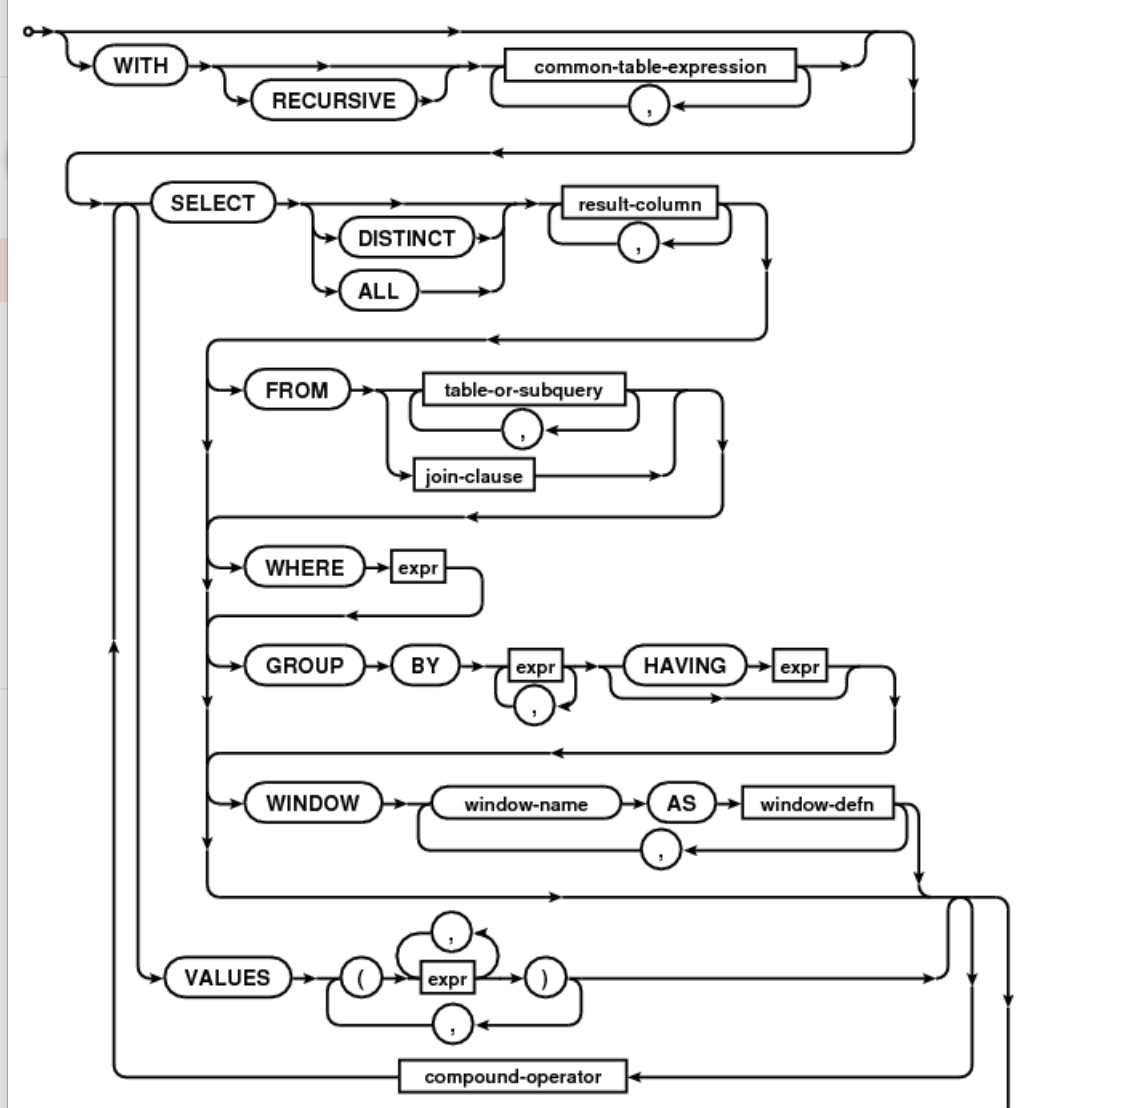 WITH common-table-expression
RECURSIVE ,
SELECT result-column
DISTINCT ,
ALL
FROM table-or-subquery
,
join-clause
WHERE expr
GROUP BY expr HAVING expr
,
WINDOW window-name AS window-defn
,
,
VALUES ( expr )
,
compound-operator